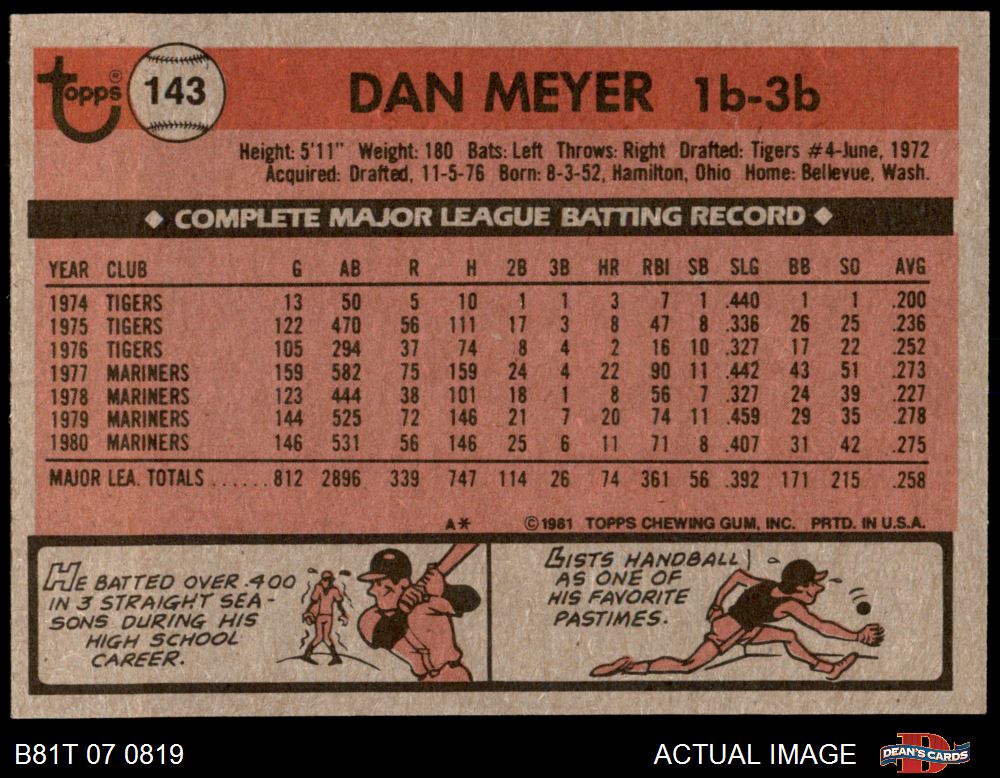 Topps® 143 DAN MEYER 1b-3b
Height: 5'11" Weight: 180 Bats: Left Throws: Right Drafted: Tigers #4-June, 1972
Acquired: Drafted, 11-5-76 Born: 8-3-52, Hamilton, Ohio Home: Bellevue, Wash.
◆ COMPLETE MAJOR LEAGUE BATTING RECORD ◆
YEAR CLUB G AB R H 2B 3B HR RBI SB SLG BB SO AVG
1974 TIGERS 13 50 5 10 1 1 3 7 1 .440 1 1 .200
1975 TIGERS 122 470 56 111 17 3 8 47 8 .336 26 25 .236
1976 TIGERS 105 294 37 74 8 4 2 16 10 .327 17 22 .252
1977 MARINERS 159 582 75 159 24 4 22 90 11 .442 43 51 .273
1978 MARINERS 123 444 38 101 18 1 8 56 7 .327 24 39 .227
1979 MARINERS 144 525 72 146 21 7 20 74 11 .459 29 35 .278
1980 MARINERS 146 531 56 146 25 6 11 71 8 .407 31 42 .275
MAJOR LEA. TOTALS ......812 2896 339 747 114 26 74 361 56 .392 171 215 .258
A* ©1981 TOPPS CHEWING GUM, INC. PRTD. IN U.S.A.
HE BATTED OVER .400
IN 3 STRAIGHT SEA-
SONS DURING HIS
HIGH SCHOOL
CAREER.
LISTS HANDBALL
AS ONE OF
HIS FAVORITE
PASTIMES.
B81T 07 0819 ACTUAL IMAGE DEAN'S CARDS